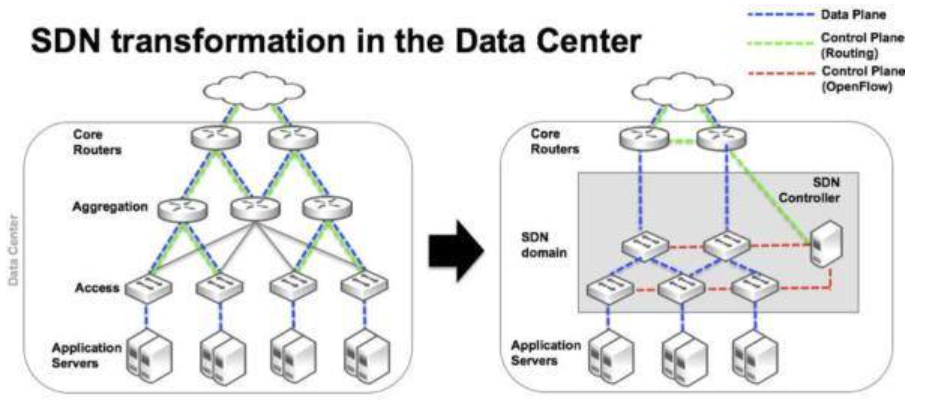 SDN transformation in the Data Center
Data Plane
Control Plane
(Routing)
Control Plane
(OpenFlow)
Data Center
Core
Routers
Aggregation
Access
Application
Servers
Core
Routers
SDN
Controller
SDN
domain
Application
Servers